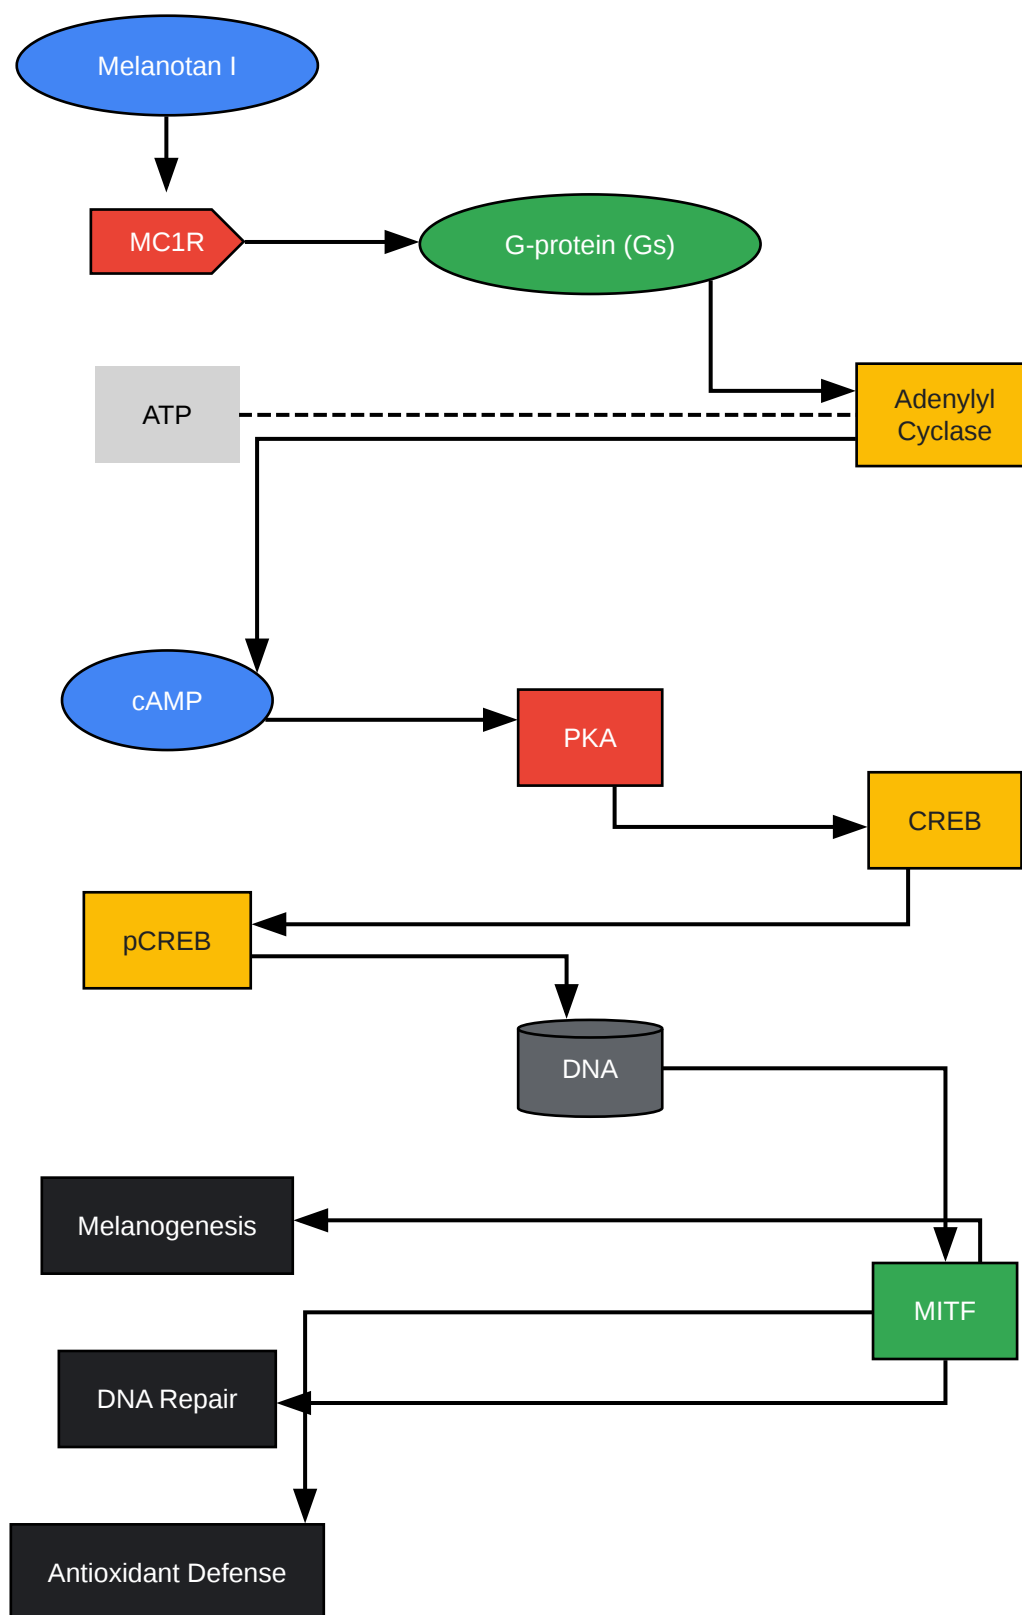 Melanotan I
MC1R
G-protein (Gs)
ATP
Adenylyl
Cyclase
cAMP
PKA
CREB
pCREB
DNA
Melanogenesis
MITF
DNA Repair
Antioxidant Defense